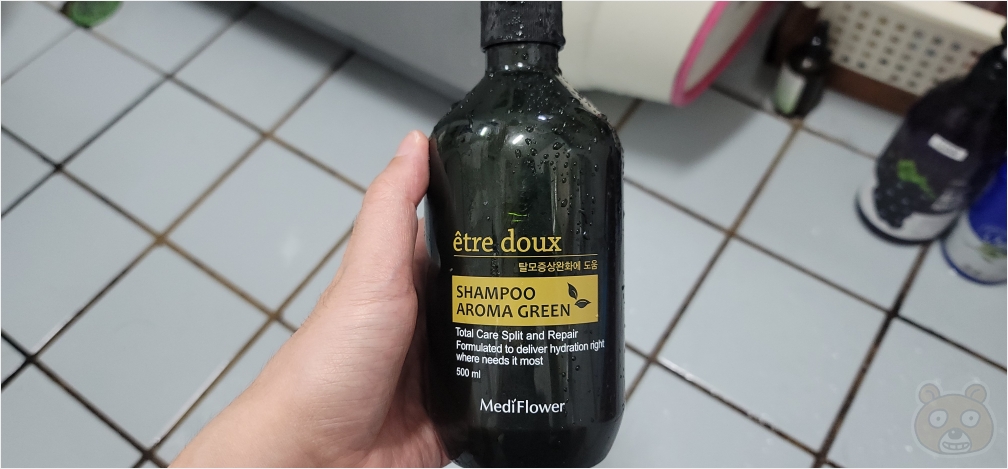 être doux
탈모증상완화에 도움
SHAMPOO
AROMA GREEN
Total Care Split and Repair
Formulated to deliver hydration right
where needs it most
500 ml
MediFlower